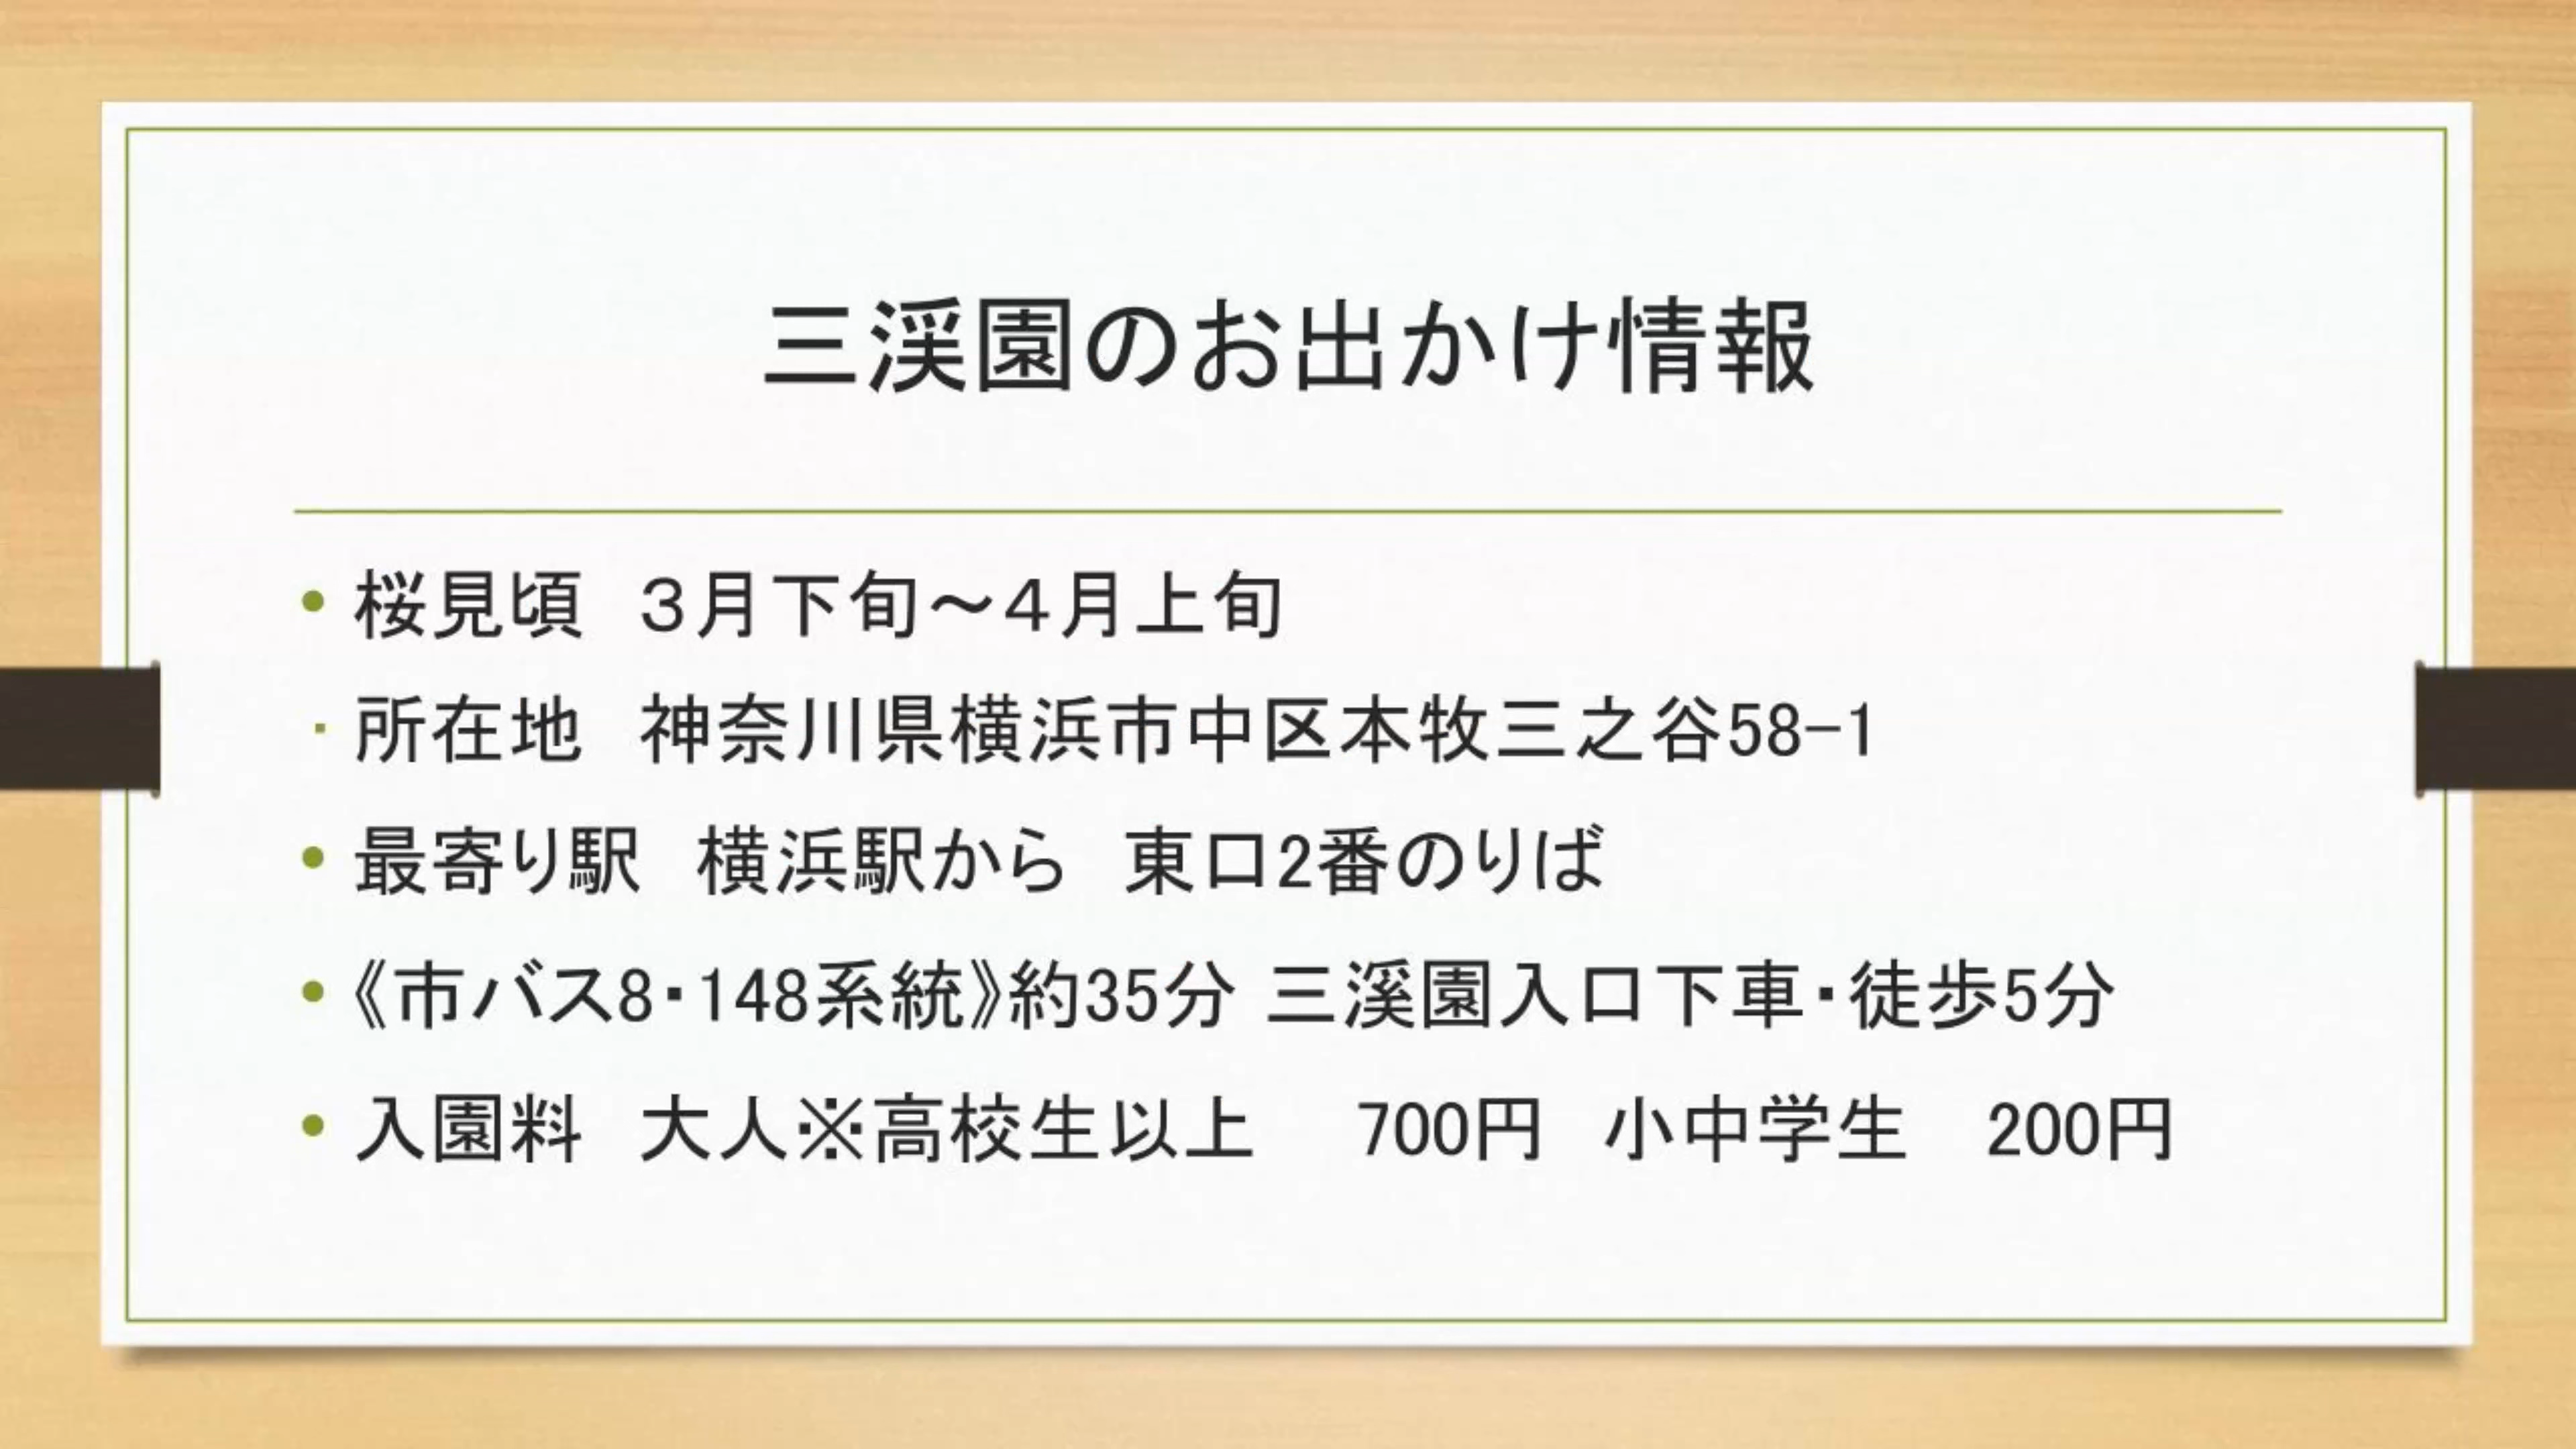 三渓園のお出かけ情報
• 桜見頃　３月下旬～４月上旬
▪ 所在地　神奈川県横浜市中区本牧三之谷58−1
• 最寄り駅　横浜駅から　東口2番のりば
• 《市バス8・148系統》約35分 三溪園入口下車・徒歩5分
• 入園料　大人※高校生以上　 700円　小中学生　200円